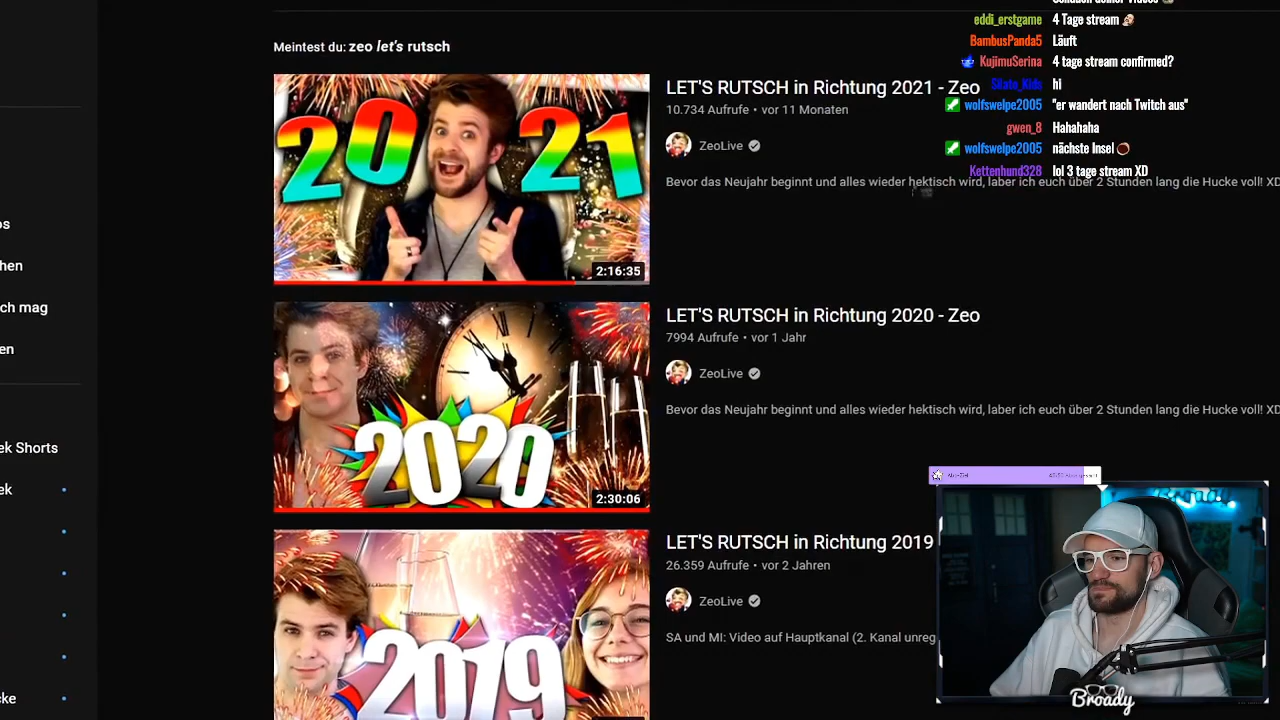 eddi_erstgame 4 Tage stream
BambusPanda5 Läuft
KujimuSerina 4 tage stream confirmed?
Silato_Kids hi
wolfswelpe2005 "er wandert nach Twitch aus"
gwen_8 Hahahaha
wolfswelpe2005 nächste Insel
Kettenhund328 lol 3 tage stream XD
Meintest du: zeo let's rutsch
2021
2:16:35
LET'S RUTSCH in Richtung 2021 - Zeo
10.734 Aufrufe • vor 11 Monaten
ZeoLive
Bevor das Neujahr beginnt und alles wieder hektisch wird, laber ich euch über 2 Stunden lang die Hucke voll! XD
2020
2:30:06
LET'S RUTSCH in Richtung 2020 - Zeo
7994 Aufrufe • vor 1 Jahr
ZeoLive
Bevor das Neujahr beginnt und alles wieder hektisch wird, laber ich euch über 2 Stunden lang die Hucke voll! XD
2019
LET'S RUTSCH in Richtung 2019
26.359 Aufrufe • vor 2 Jahren
ZeoLive
SA und MI: Video auf Hauptkanal (2. Kanal unreg
os
hen
ch mag
en
ek Shorts
ek
cke
Broady
Broady